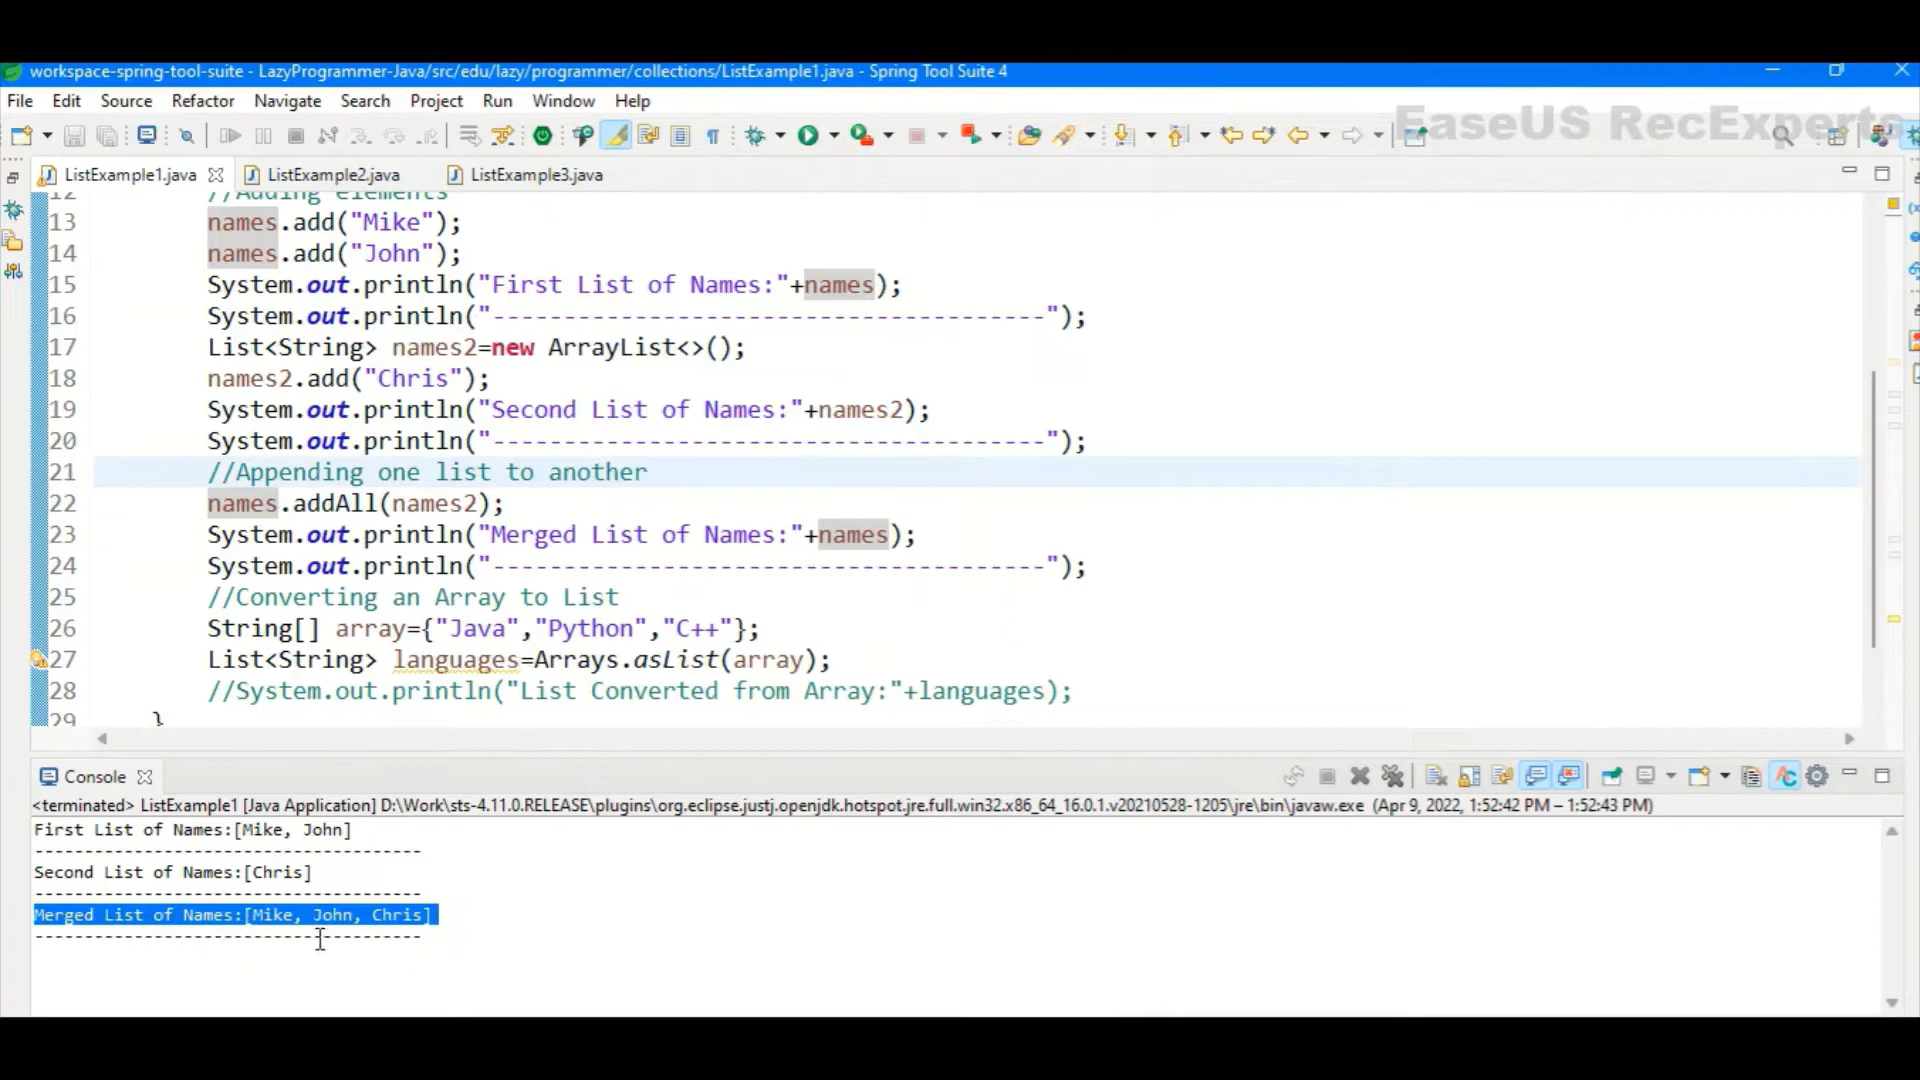 workspace-spring-tool-suite - LazyProgrammer-Java/src/edu/lazy/programmer/collections/ListExample1.java - Spring Tool Suite 4
File Edit Source Refactor Navigate Search Project Run Window Help
EaseUS RecExperts
ListExample1.java ListExample2.java ListExample3.java
12 //Adding elements
13 names.add("Mike");
14 names.add("John");
15 System.out.println("First List of Names:"+names);
16 System.out.println("---------------------------------------");
17 List<String> names2=new ArrayList<>();
18 names2.add("Chris");
19 System.out.println("Second List of Names:"+names2);
20 System.out.println("---------------------------------------");
21 //Appending one list to another
22 names.addAll(names2);
23 System.out.println("Merged List of Names:"+names);
24 System.out.println("---------------------------------------");
25 //Converting an Array to List
26 String[] array={"Java","Python","C++"};
27 List<String> languages=Arrays.asList(array);
28 //System.out.println("List Converted from Array:"+languages);
29 }
Console
<terminated> ListExample1 [Java Application] D:\Work\sts-4.11.0.RELEASE\plugins\org.eclipse.justj.openjdk.hotspot.jre.full.win32.x86_64_16.0.1.v20210528-1205\jre\bin\javaw.exe (Apr 9, 2022, 1:52:42 PM – 1:52:43 PM)
First List of Names:[Mike, John]
---------------------------------------
Second List of Names:[Chris]
---------------------------------------
Merged List of Names:[Mike, John, Chris]
---------------------------------------